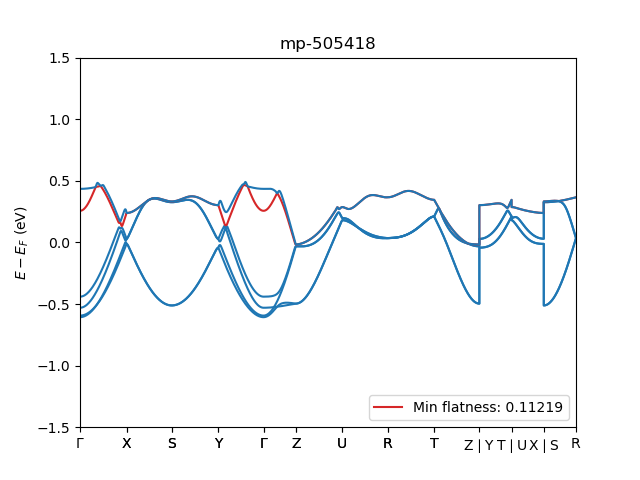 mp-505418
E − E_F (eV)
1.5
1.0
0.5
0.0
−0.5
−1.0
−1.5
Min flatness: 0.11219
Γ X S Y Γ Z U R T Z | Y T | U X | S R